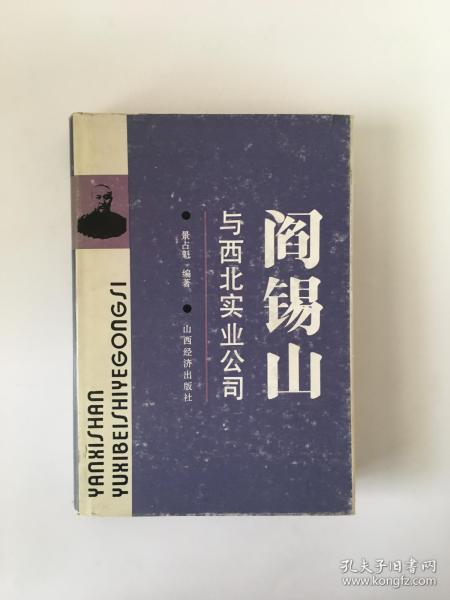 阎锡山
与西北实业公司
景占魁 编著
山西经济出版社
YANXISHAN
YUXIBEISHIYEGONGSI
孔夫子旧书网
www.kongfz.com